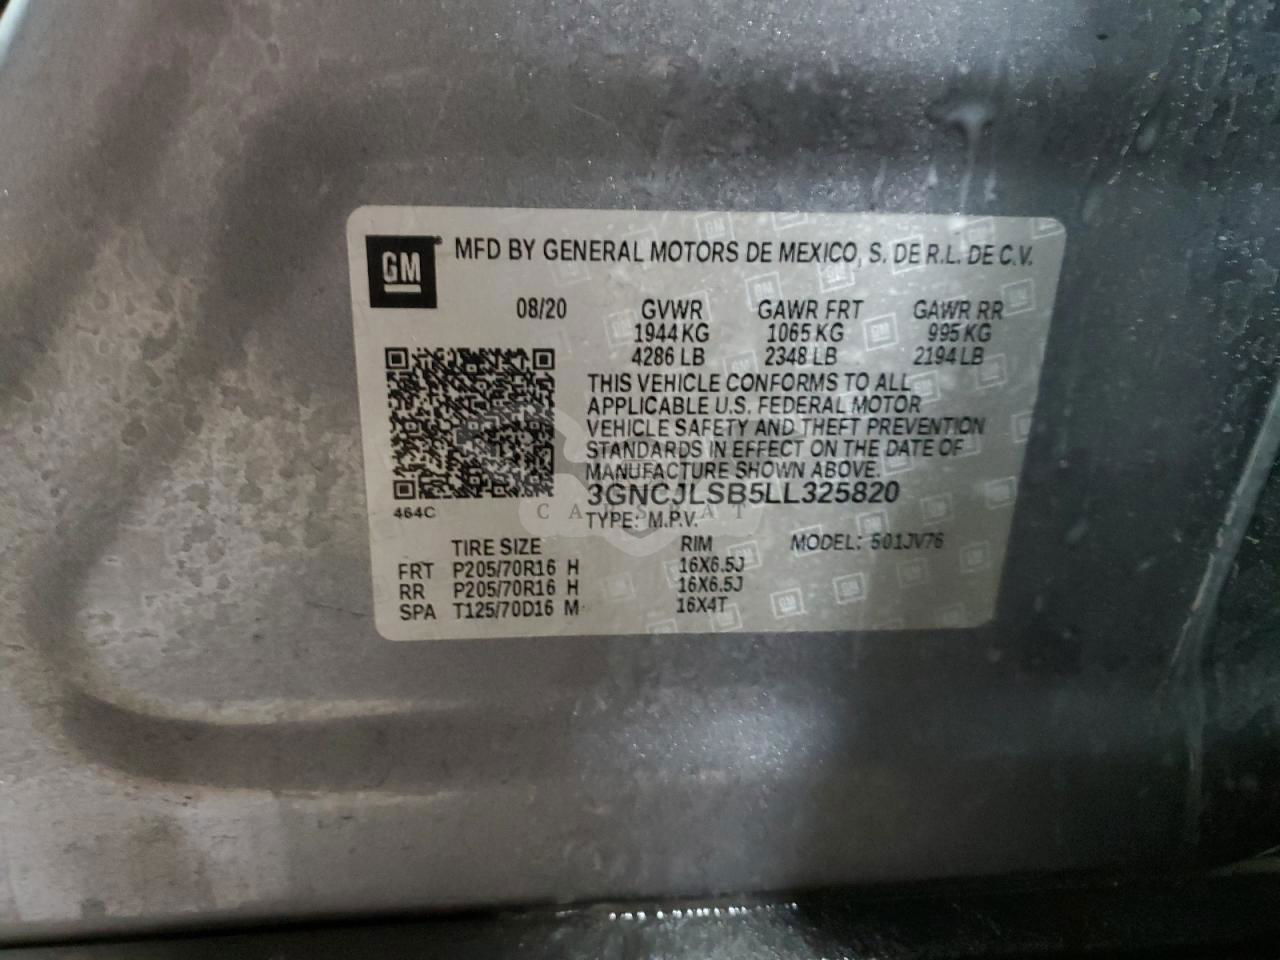 GM
MFD BY GENERAL MOTORS DE MEXICO, S. DE R.L. DE C.V.
08/20 GVWR GAWR FRT GAWR RR
1944 KG 1065 KG 995 KG
4286 LB 2348 LB 2194 LB
THIS VEHICLE CONFORMS TO ALL
APPLICABLE U.S. FEDERAL MOTOR
VEHICLE SAFETY AND THEFT PREVENTION
STANDARDS IN EFFECT ON THE DATE OF
MANUFACTURE SHOWN ABOVE.
3GNCJLSB5LL325820
464C
TYPE: M.P.V.
TIRE SIZE RIM MODEL: 501JV76
FRT P205/70R16 H 16X6.5J
RR P205/70R16 H 16X6.5J
SPA T125/70D16 M 16X4T